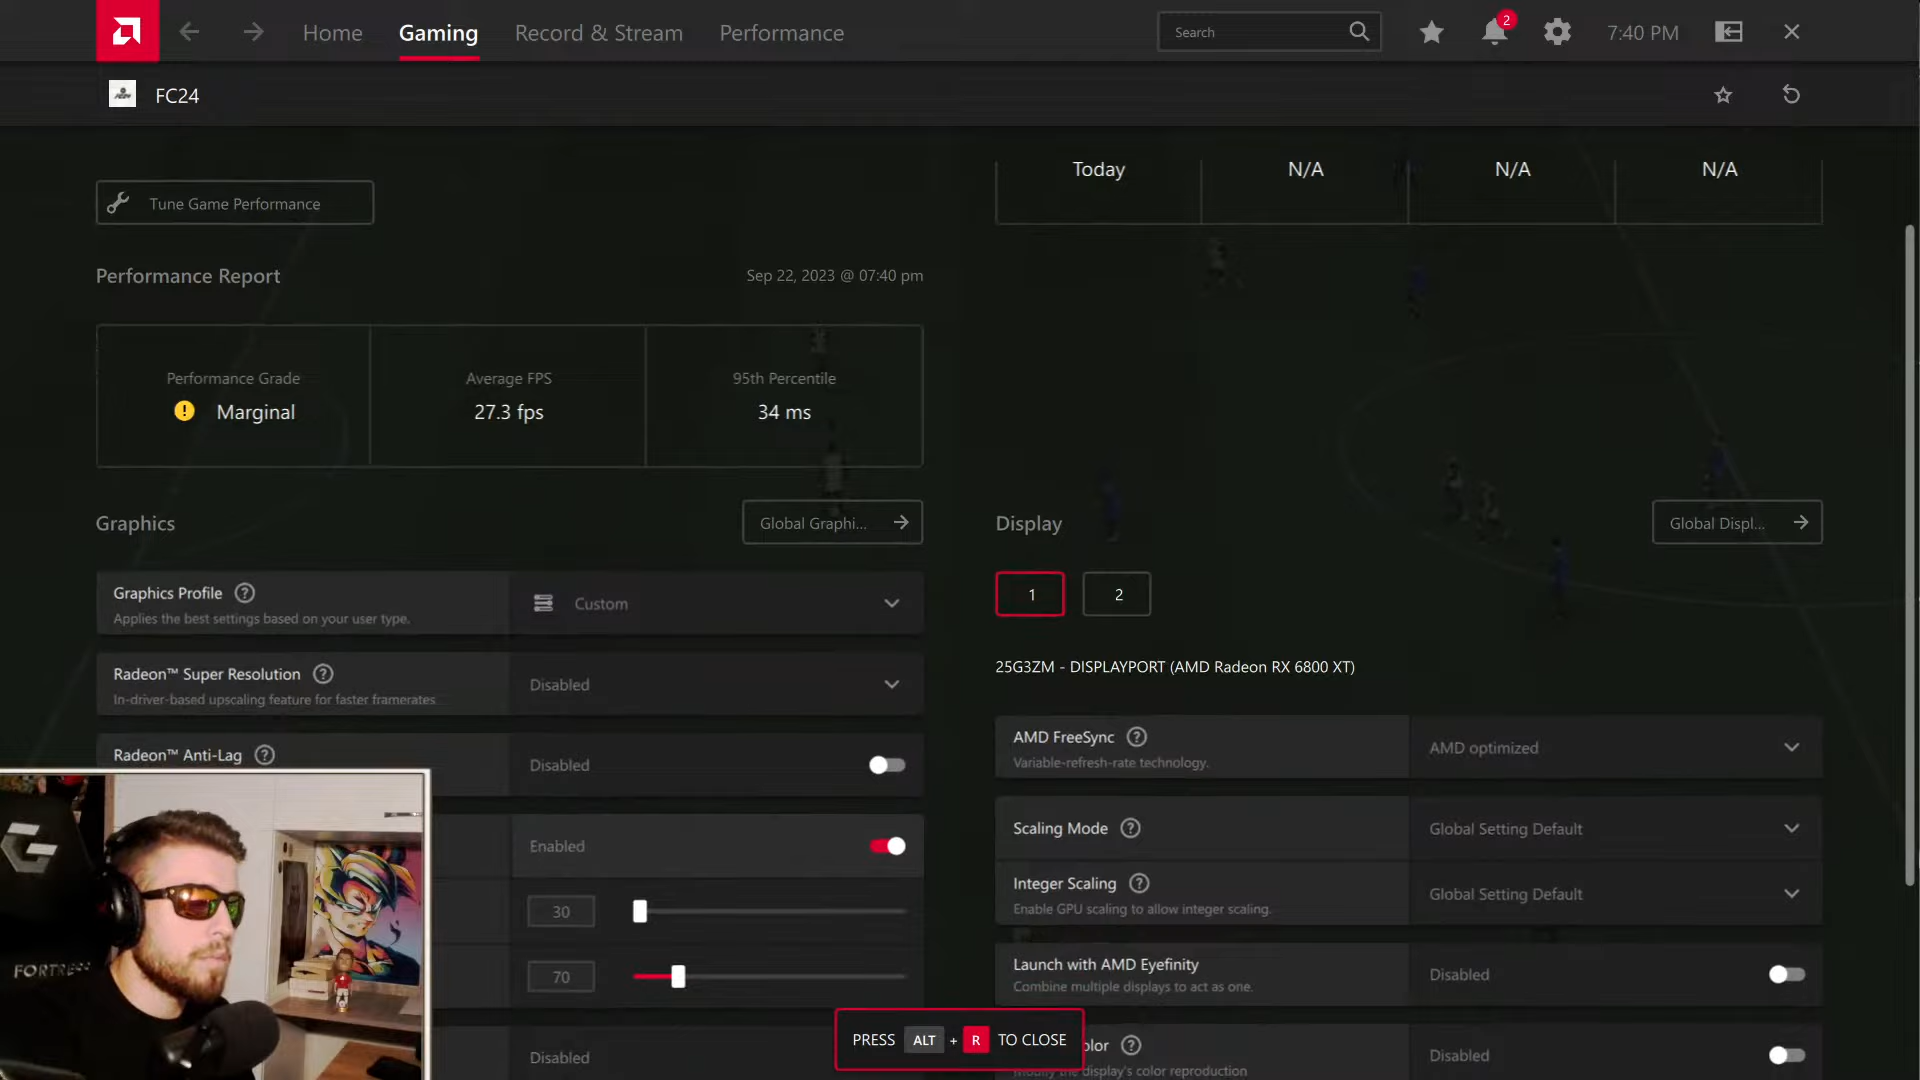 Home
Gaming
Record & Stream
Performance
Search
2
7:40 PM
FC24
Tune Game Performance
Today
N/A
N/A
N/A
Performance Report
Sep 22, 2023 @ 07:40 pm
Performance Grade
Marginal
Average FPS
27.3 fps
95th Percentile
34 ms
Graphics
Global Graphi...
Display
Global Displ...
Graphics Profile
Applies the best settings based on your user type.
Custom
1
2
Radeon™ Super Resolution
In-driver-based upscaling feature for faster framerates
Disabled
25G3ZM - DISPLAYPORT (AMD Radeon RX 6800 XT)
Radeon™ Anti-Lag
Disabled
AMD FreeSync
Variable-refresh-rate technology.
AMD optimized
Enabled
Scaling Mode
Global Setting Default
30
Integer Scaling
Enable GPU scaling to allow integer scaling.
Global Setting Default
70
Launch with AMD Eyefinity
Combine multiple displays to act as one.
Disabled
Disabled
PRESS ALT + R TO CLOSE
olor
Modify the display's color reproduction
Disabled
FORTRESS